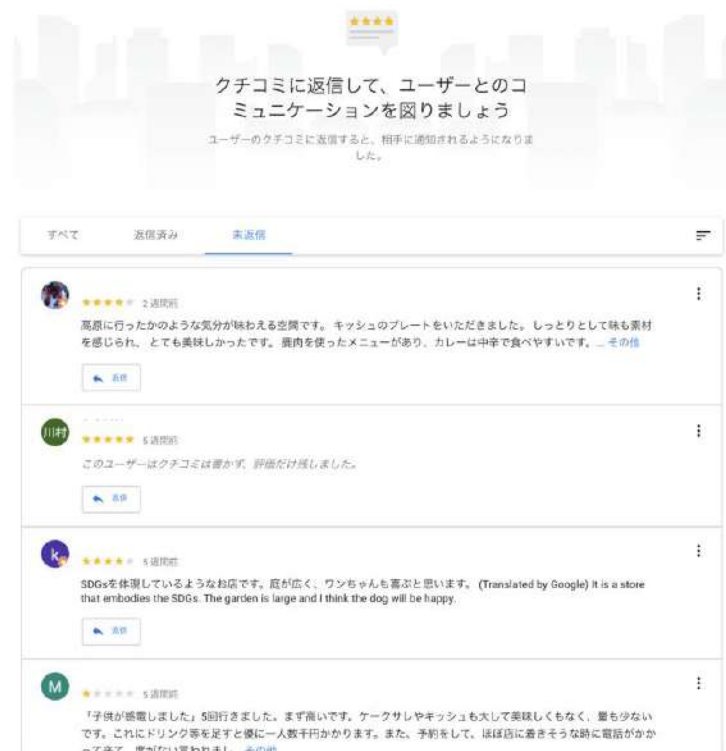 クチコミに返信して、ユーザーとのコ
ミュニケーションを図りましょう
ユーザーのクチコミに返信すると、相手に通知されるようになりま
した。
すべて 返信済み 未返信
2 週間前
高原に行ったかのような気分が味わえる空間です。 キッシュのプレートをいただきました。 しっとりとして味も素材
を感じられ、 とても美味しかったです。 鹿肉を使ったメニューがあり、カレーは中辛で食べやすいです。... その他
返信
川村
5 週間前
このユーザーはクチコミは書かず、評価だけ残しました。
返信
k
5 週間前
SDGsを体現しているようなお店です。庭が広く、ワンちゃんも喜ぶと思います。 (Translated by Google) It is a store
that embodies the SDGs. The garden is large and I think the dog will be happy.
返信
M
5 週間前
「子供が感電しました」5回行きました。まず高いです。ケークサレやキッシュも大して美味しくもなく、量も少ない
です。これにドリンク等を足すと優に一人数千円かかります。また、予約をして、ほぼ店に着きそうな時に電話がかか
って来て、席がない言われまし... その他